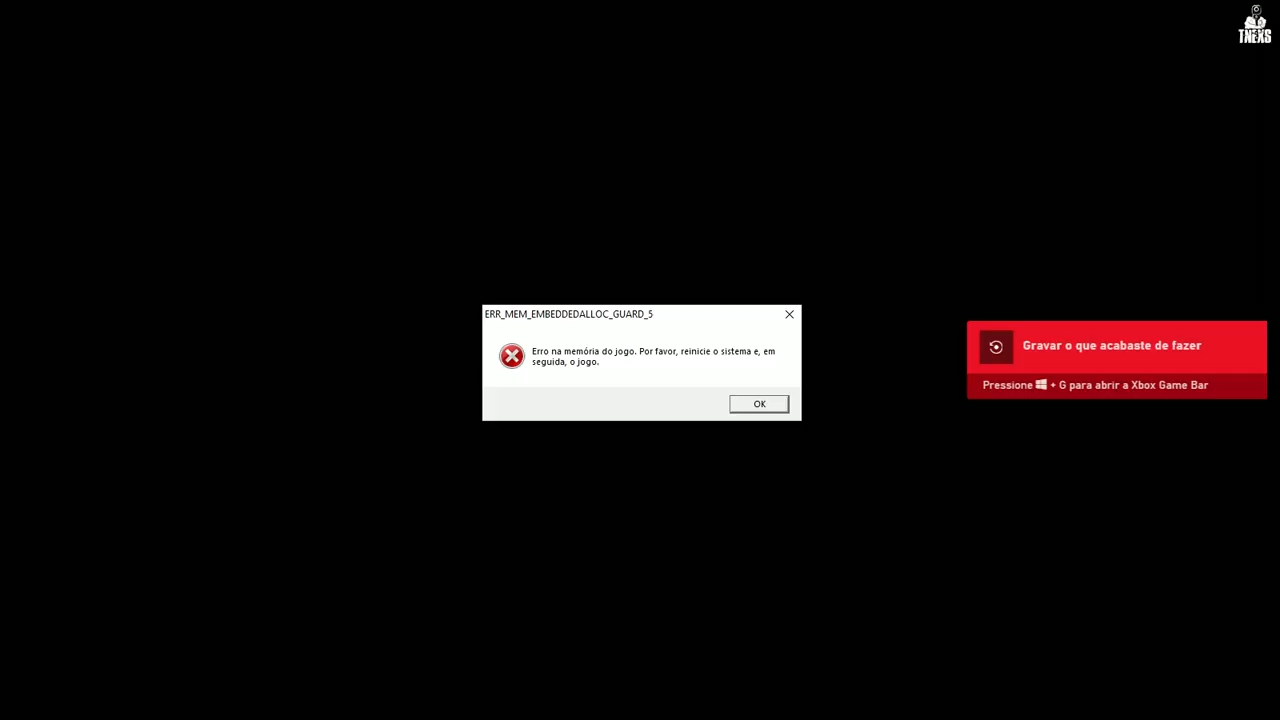 TNEXS
ERR_MEM_EMBEDDEDALLOC_GUARD_5
Erro na memória do jogo. Por favor, reinicie o sistema e, em
seguida, o jogo.
OK
Gravar o que acabaste de fazer
Pressione + G para abrir a Xbox Game Bar